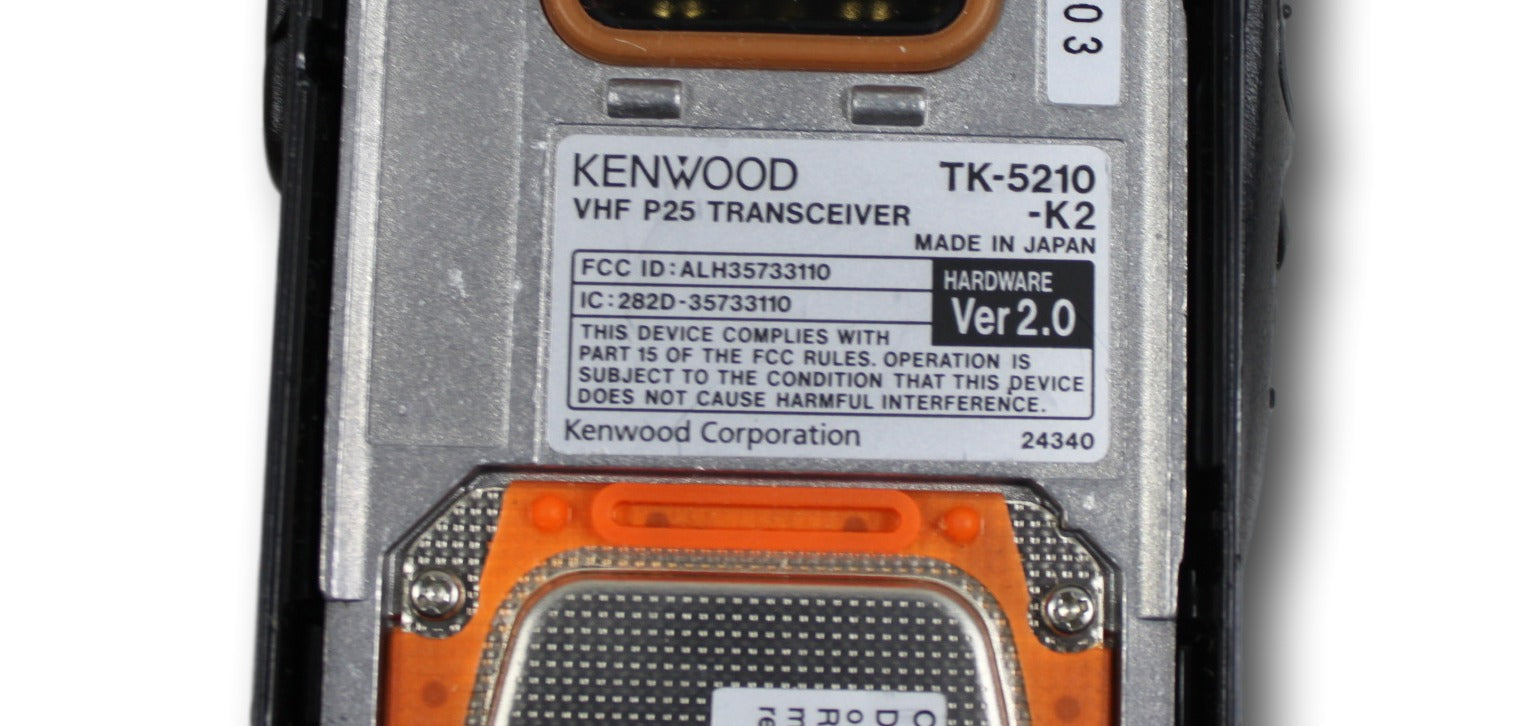 03
KENWOOD
TK-5210
VHF P25 TRANSCEIVER
-K2
MADE IN JAPAN
FCC ID:ALH35733110
HARDWARE
IC:282D-35733110
Ver 2.0
THIS DEVICE COMPLIES WITH
PART 15 OF THE FCC RULES. OPERATION IS
SUBJECT TO THE CONDITION THAT THIS DEVICE
DOES NOT CAUSE HARMFUL INTERFERENCE.
Kenwood Corporation
24340